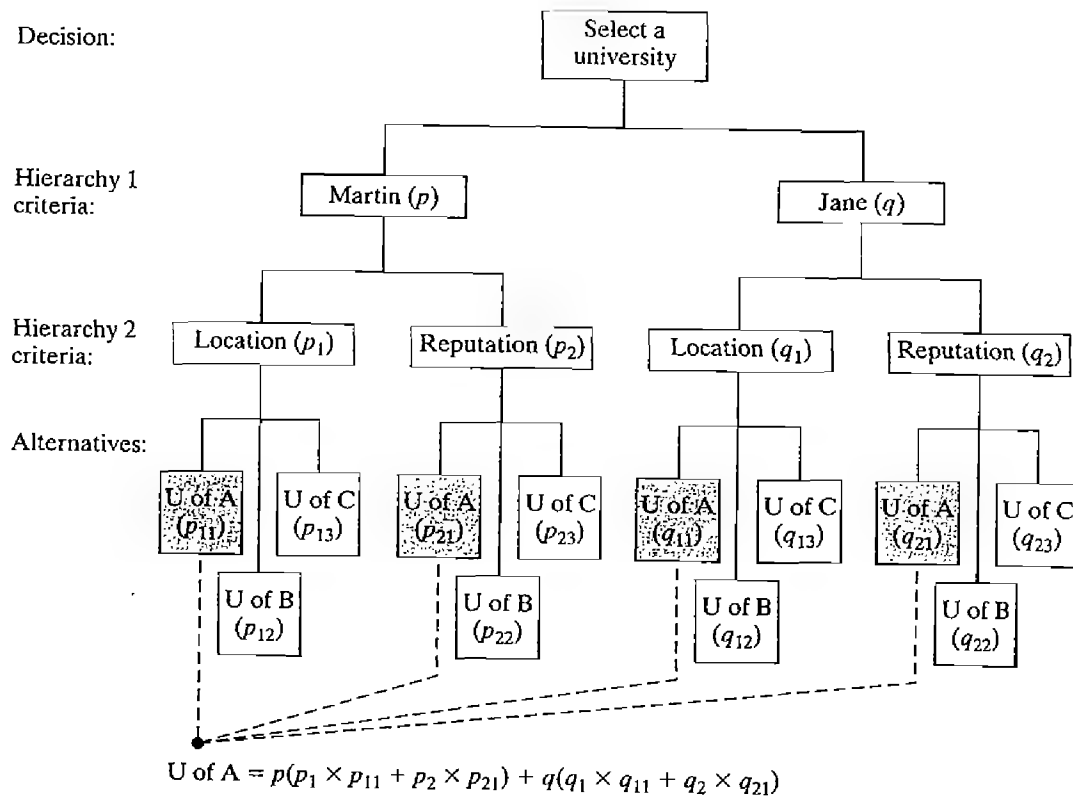 Decision:
Select a
university
Hierarchy 1
criteria:
Martin (p)
Jane (q)
Hierarchy 2
criteria:
Location (p₁)
Reputation (p₂)
Location (q₁)
Reputation (q₂)
Alternatives:
U of A
(p₁₁)
U of C
(p₁₃)
U of A
(p₂₁)
U of C
(p₂₃)
U of A
(q₁₁)
U of C
(q₁₃)
U of A
(q₂₁)
U of C
(q₂₃)
U of B
(p₁₂)
U of B
(p₂₂)
U of B
(q₁₂)
U of B
(q₂₂)
U of A = p(p₁ × p₁₁ + p₂ × p₂₁) + q(q₁ × q₁₁ + q₂ × q₂₁)